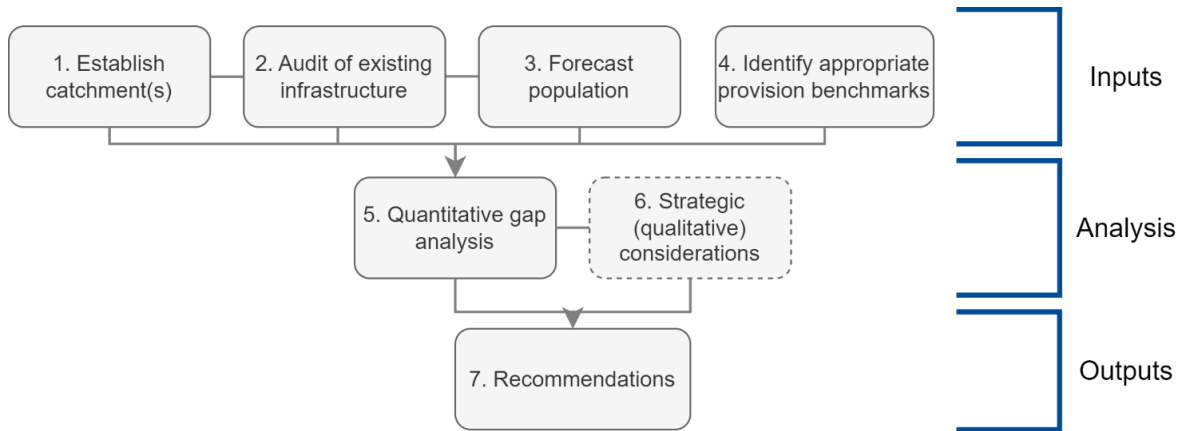 1. Establish
catchment(s)
2. Audit of existing
infrastructure
3. Forecast
population
4. Identify appropriate
provision benchmarks
Inputs
5. Quantitative gap
analysis
6. Strategic
(qualitative)
considerations
Analysis
7. Recommendations
Outputs